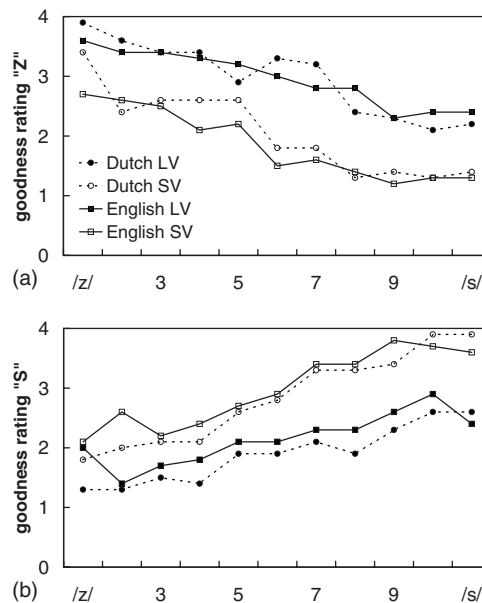 4
3
2
1
0
goodness rating "Z"
Dutch LV
Dutch SV
English LV
English SV
(a)
/z/ 3 5 7 9 /s/
4
3
2
1
0
goodness rating "S"
(b)
/z/ 3 5 7 9 /s/